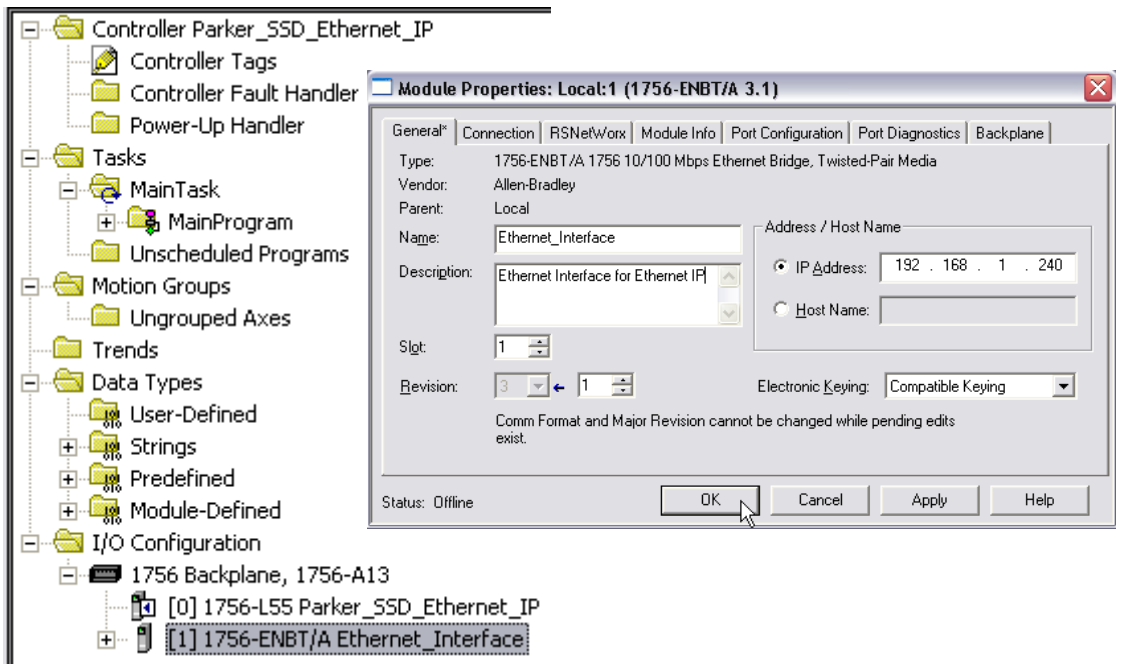 Controller Parker_SSD_Ethernet_IP
Controller Tags
Controller Fault Handler
Power-Up Handler
Tasks
MainTask
MainProgram
Unscheduled Programs
Motion Groups
Ungrouped Axes
Trends
Data Types
User-Defined
Strings
Predefined
Module-Defined
I/O Configuration
1756 Backplane, 1756-A13
[0] 1756-L55 Parker_SSD_Ethernet_IP
[1] 1756-ENBT/A Ethernet_Interface
Module Properties: Local:1 (1756-ENBT/A 3.1)
General* Connection RSNetWorx Module Info Port Configuration Port Diagnostics Backplane
Type: 1756-ENBT/A 1756 10/100 Mbps Ethernet Bridge, Twisted-Pair Media
Vendor: Allen-Bradley
Parent: Local
Name: Ethernet_Interface
Description: Ethernet Interface for Ethernet IP
Address / Host Name
IP Address: 192 . 168 . 1 . 240
Host Name:
Slot: 1
Revision: 3 1
Electronic Keying: Compatible Keying
Comm Format and Major Revision cannot be changed while pending edits
exist.
Status: Offline
OK Cancel Apply Help